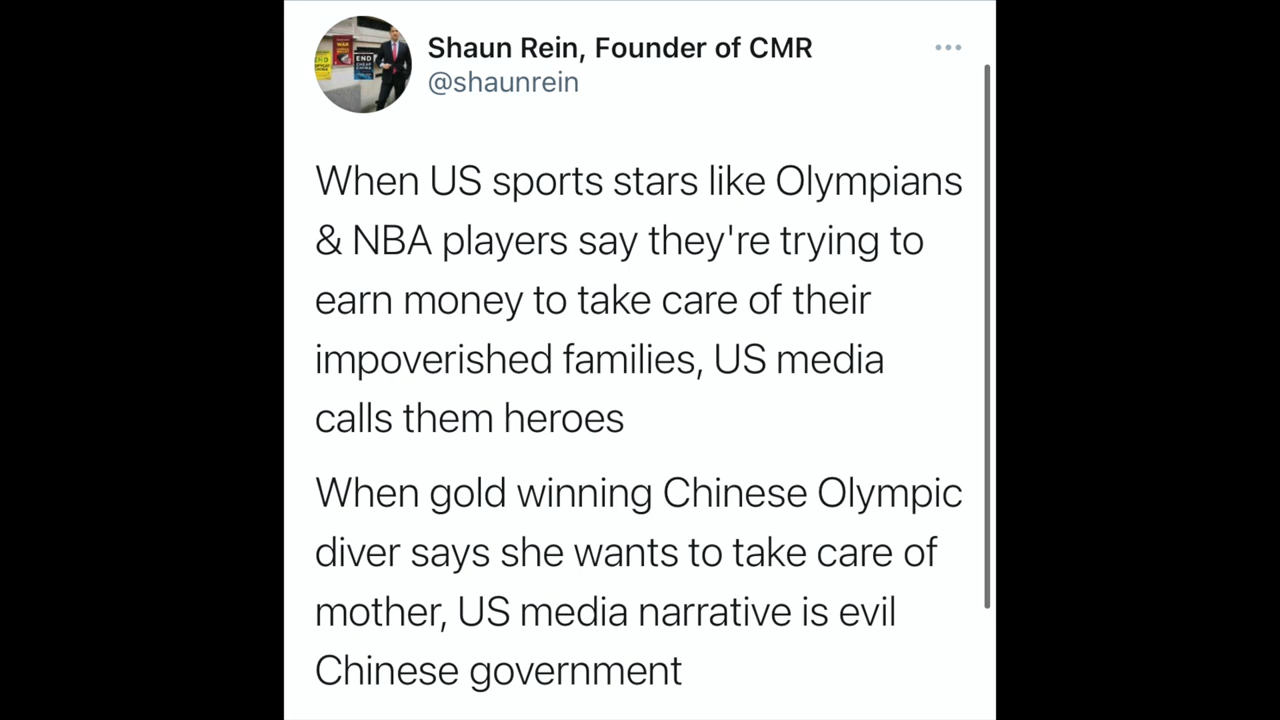 Shaun Rein, Founder of CMR
@shaunrein
When US sports stars like Olympians
& NBA players say they're trying to
earn money to take care of their
impoverished families, US media
calls them heroes
When gold winning Chinese Olympic
diver says she wants to take care of
mother, US media narrative is evil
Chinese government